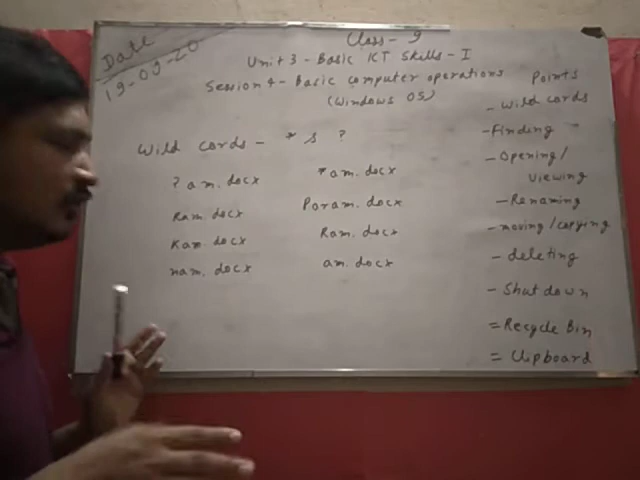 Date
19-09-20
Class - 9
Unit 3 - Basic ICT Skills - I
Session 4 - Basic computer operations
(Windows OS)
Wild cards - * & ?
? am.docx
Ram.docx
Kam.docx
nam.docx
*am.docx
Param.docx
Ram.docx
am.docx
Points
- Wild cards
- Finding
- Opening/
Viewing
- Renaming
- moving/copying
- deleting
- Shut down
= Recycle Bin
= Clipboard